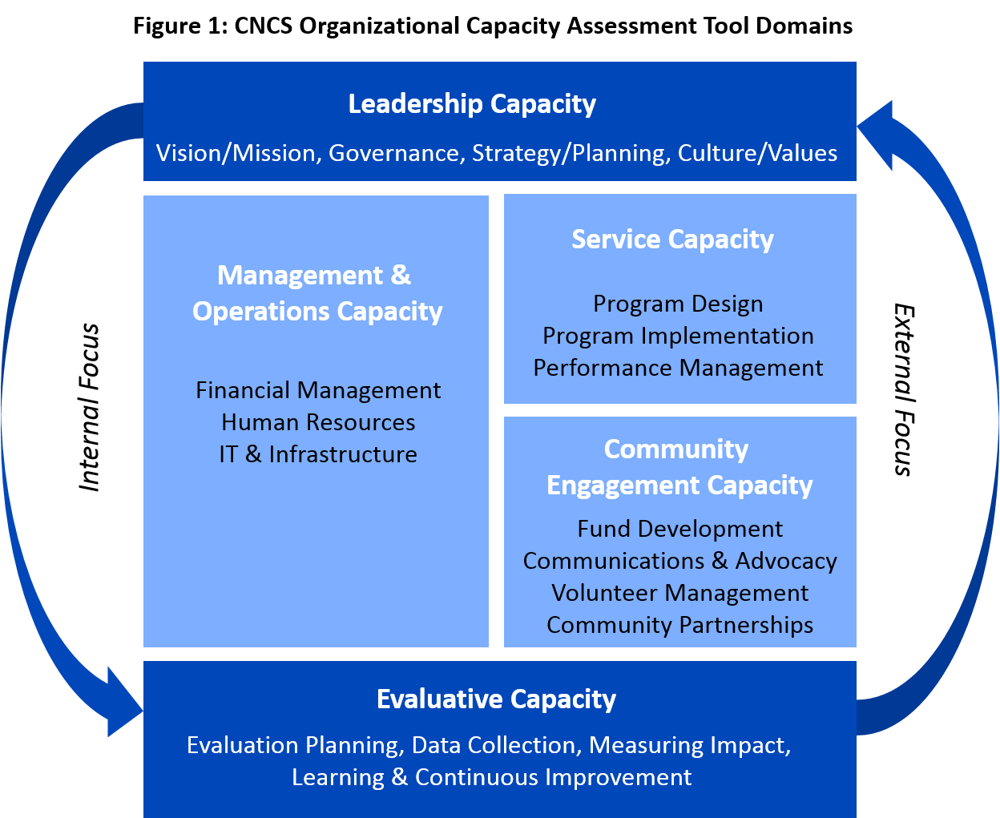 Figure 1: CNCS Organizational Capacity Assessment Tool Domains
Leadership Capacity
Vision/Mission, Governance, Strategy/Planning, Culture/Values
Internal Focus
Management &
Operations Capacity
Financial Management
Human Resources
IT & Infrastructure
Service Capacity
Program Design
Program Implementation
Performance Management
Community
Engagement Capacity
Fund Development
Communications & Advocacy
Volunteer Management
Community Partnerships
External Focus
Evaluative Capacity
Evaluation Planning, Data Collection, Measuring Impact,
Learning & Continuous Improvement